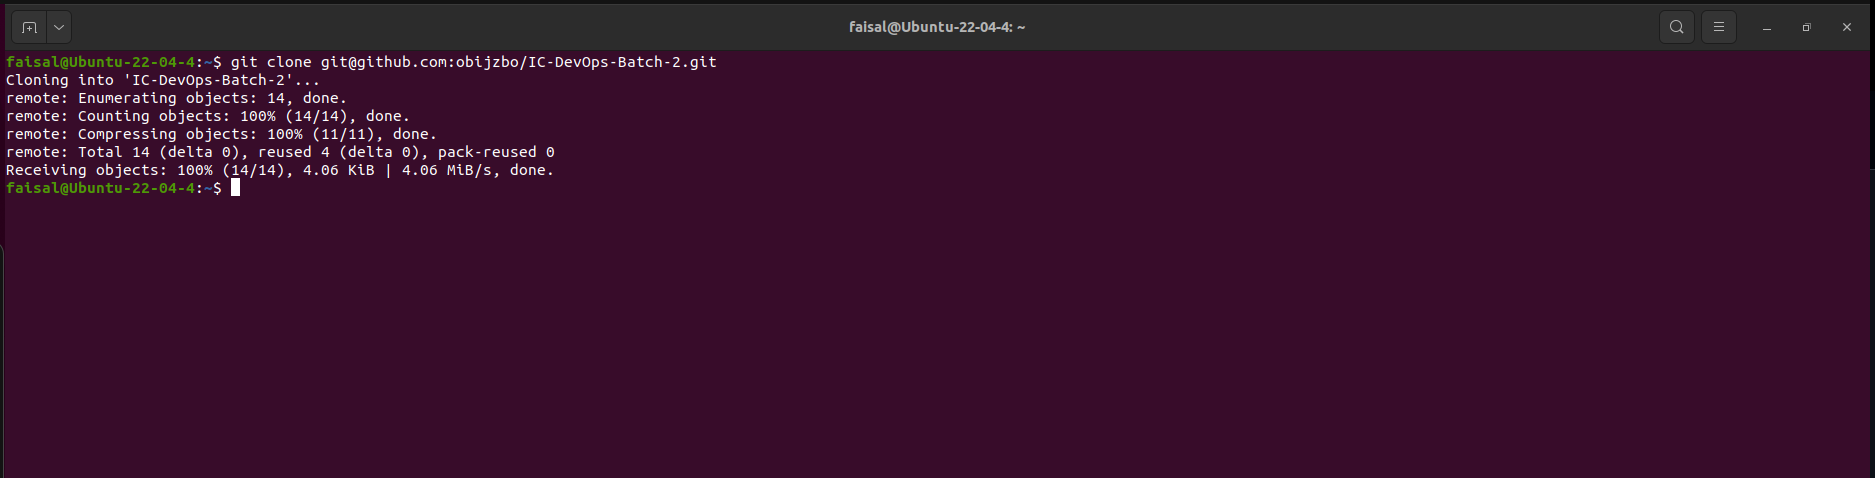 faisal@Ubuntu-22-04-4: ~
faisal@Ubuntu-22-04-4:~$ git clone git@github.com:obijzbo/IC-DevOps-Batch-2.git
Cloning into 'IC-DevOps-Batch-2'...
remote: Enumerating objects: 14, done.
remote: Counting objects: 100% (14/14), done.
remote: Compressing objects: 100% (11/11), done.
remote: Total 14 (delta 0), reused 4 (delta 0), pack-reused 0
Receiving objects: 100% (14/14), 4.06 KiB | 4.06 MiB/s, done.
faisal@Ubuntu-22-04-4:~$